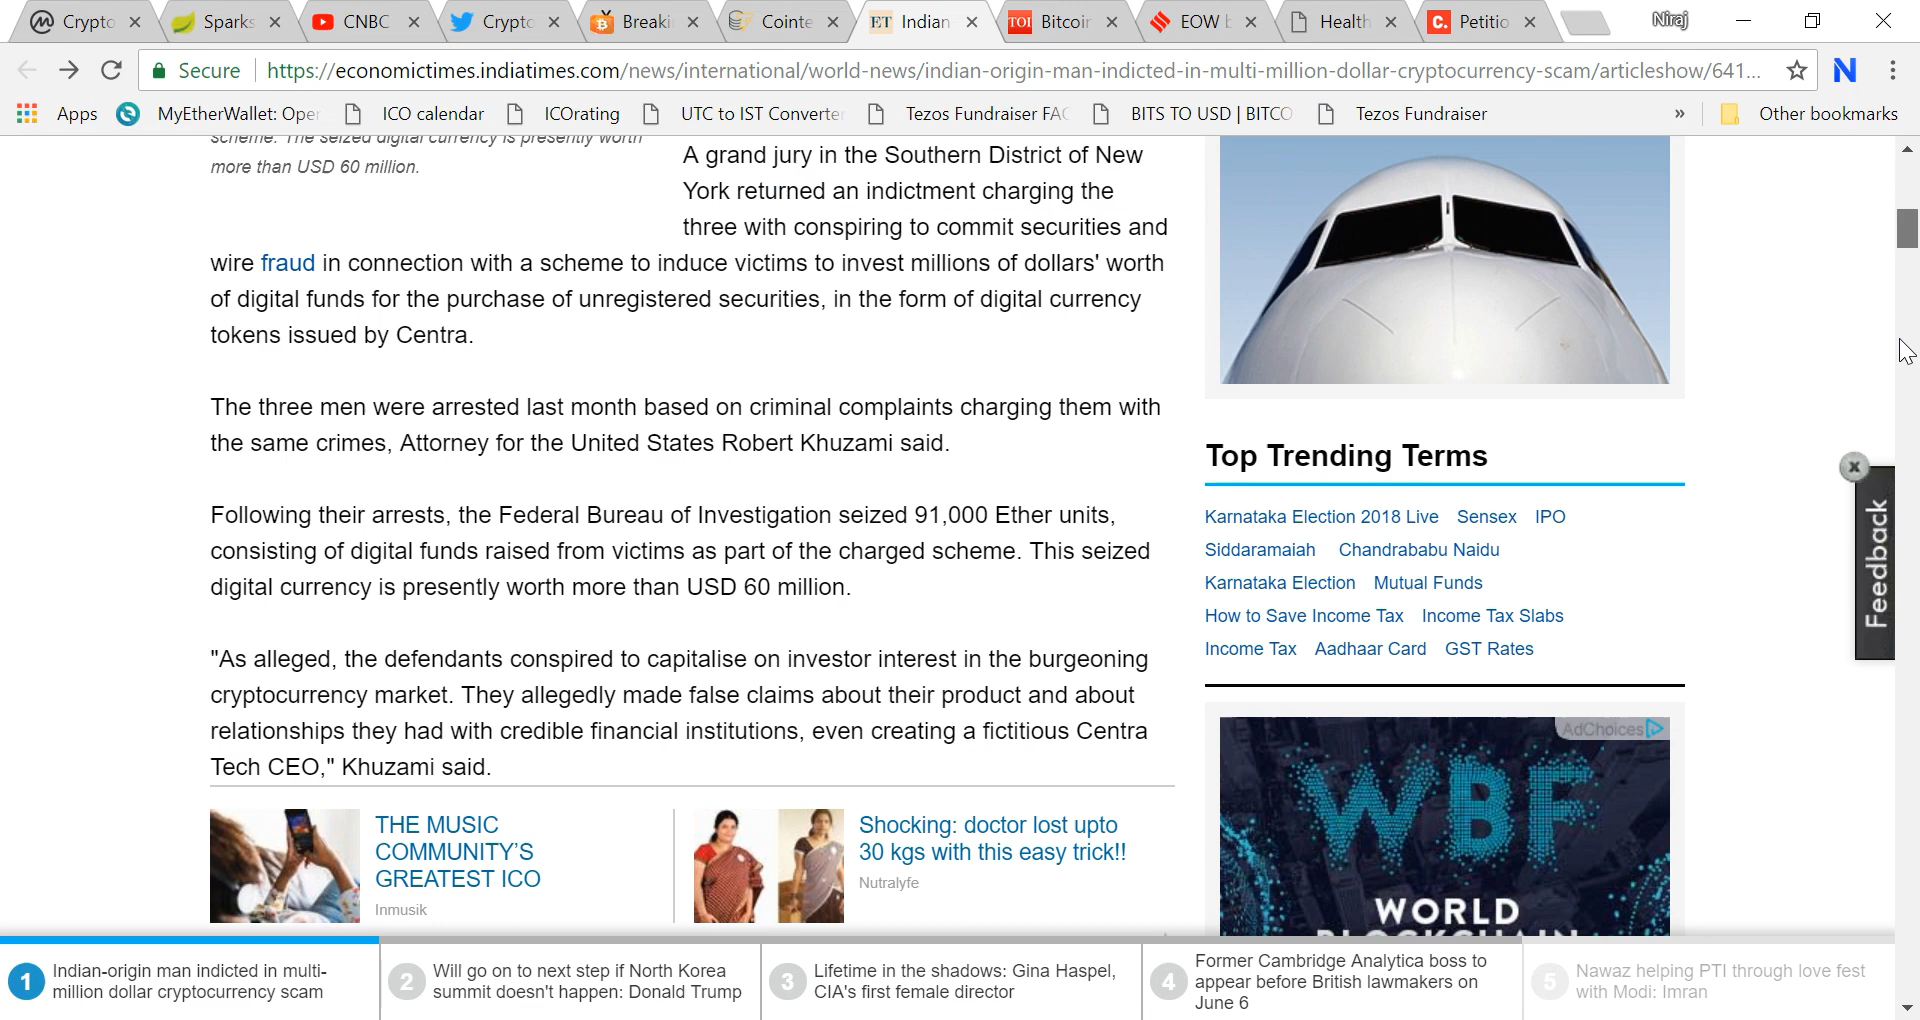 Crypto
Sparks
CNBC
Crypto
Breaki
Cointe
ET Indian
TOI Bitcoin
EOW b
Health
C. Petitio
Niraj
Secure https://economictimes.indiatimes.com/news/international/world-news/indian-origin-man-indicted-in-multi-million-dollar-cryptocurrency-scam/articleshow/641...
N
Apps MyEtherWallet: Oper ICO calendar ICOrating UTC to IST Converte Tezos Fundraiser FAC BITS TO USD | BITCO Tezos Fundraiser » Other bookmarks
scheme. The seized digital currency is presently worth
more than USD 60 million.
A grand jury in the Southern District of New
York returned an indictment charging the
three with conspiring to commit securities and
wire fraud in connection with a scheme to induce victims to invest millions of dollars' worth
of digital funds for the purchase of unregistered securities, in the form of digital currency
tokens issued by Centra.
The three men were arrested last month based on criminal complaints charging them with
the same crimes, Attorney for the United States Robert Khuzami said.
Following their arrests, the Federal Bureau of Investigation seized 91,000 Ether units,
consisting of digital funds raised from victims as part of the charged scheme. This seized
digital currency is presently worth more than USD 60 million.
"As alleged, the defendants conspired to capitalise on investor interest in the burgeoning
cryptocurrency market. They allegedly made false claims about their product and about
relationships they had with credible financial institutions, even creating a fictitious Centra
Tech CEO," Khuzami said.
THE MUSIC
COMMUNITY'S
GREATEST ICO
Inmusik
Shocking: doctor lost upto
30 kgs with this easy trick!!
Nutralyfe
Top Trending Terms
Karnataka Election 2018 Live Sensex IPO
Siddaramaiah Chandrababu Naidu
Karnataka Election Mutual Funds
How to Save Income Tax Income Tax Slabs
Income Tax Aadhaar Card GST Rates
AdChoices
WBF
WORLD
BLOCKCHAIN
Feedback
1 Indian-origin man indicted in multi-
million dollar cryptocurrency scam
2 Will go on to next step if North Korea
summit doesn't happen: Donald Trump
3 Lifetime in the shadows: Gina Haspel,
CIA's first female director
4 Former Cambridge Analytica boss to
appear before British lawmakers on
June 6
5 Nawaz helping PTI through love fest
with Modi: Imran